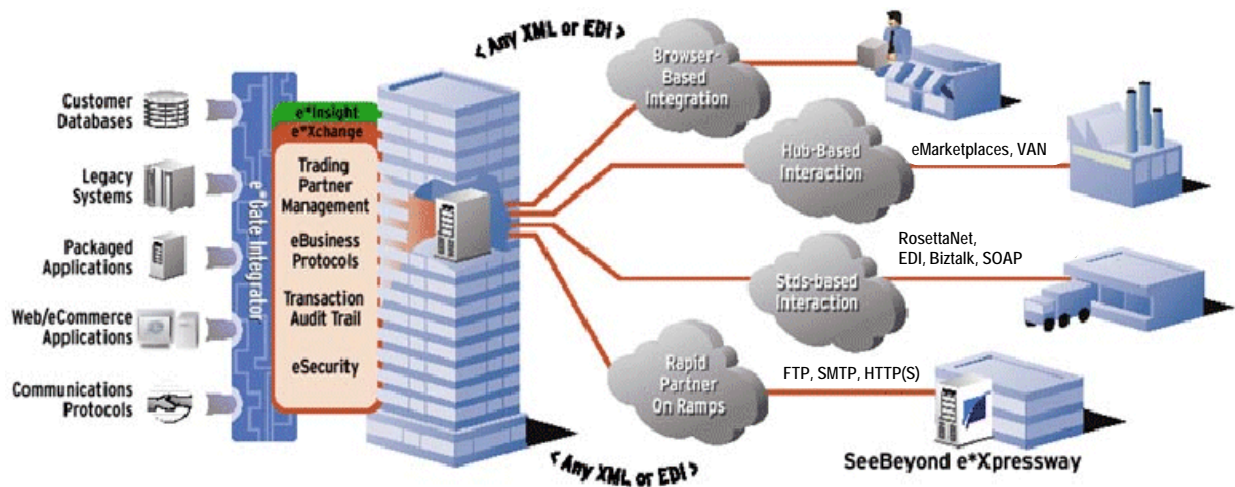 Customer
Databases
Legacy
Systems
Packaged
Applications
Web/eCommerce
Applications
Communications
Protocols
e*Gate Integrator
e*Insight
e*Xchange
Trading
Partner
Management
eBusiness
Protocols
Transaction
Audit Trail
eSecurity
< Any XML or EDI >
Browser-
Based
Integration
Hub-Based
Interaction
eMarketplaces, VAN
Stds-based
Interaction
RosettaNet,
EDI, Biztalk, SOAP
Rapid
Partner
On Ramps
FTP, SMTP, HTTP(S)
SeeBeyond e*Xpressway
< Any XML or EDI >